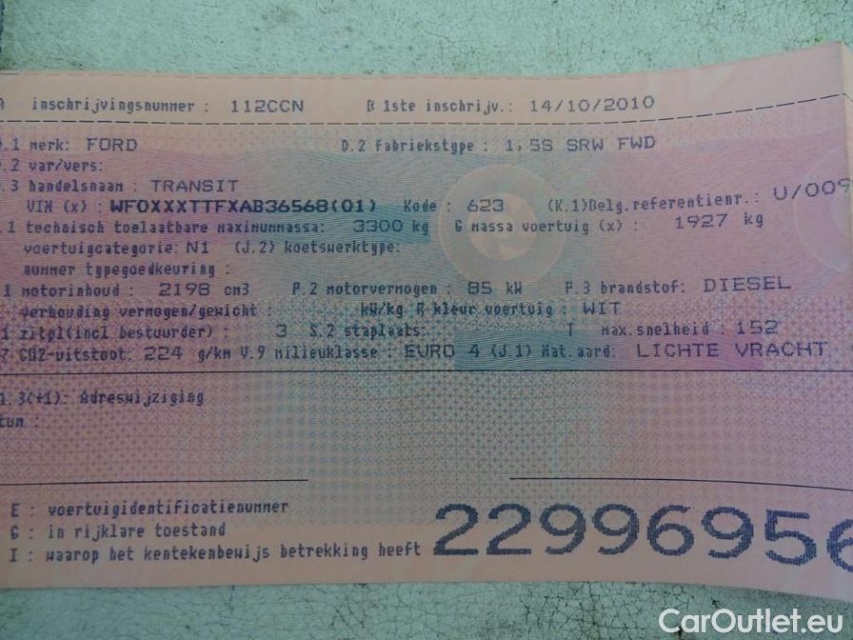 A inschrijvingsnummer : 112CCN B 1ste inschrijv.: 14/10/2010
.1 merk: FORD D.2 Fabriekstype : 1,5S SRW FWD
.2 var/vers:
.3 handelsnaam : TRANSIT
VIN (x) : WF0XXXTTFXAB36568(01) Kode : 623 (K.1)Belg.referentienr.: U/009
.1 technisch toelaatbare maximummassa: 3300 kg G massa voertuig (x) : 1927 kg
voertuigcategorie: N1 (J.2) koetswerktype:
nummer typegoedkeuring :
1 motorinhoud : 2198 cm3 P.2 motorvermogen : 85 kW P.3 brandstof: DIESEL
verhouding vermogen/gewicht : kW/kg R kleur voertuig : WIT
1 zitpl(incl bestuurder) : 3 S.2 staplaats: T max.snelheid : 152
7 CO2-uitstoot: 224 g/km V.9 milieuklasse : EURO 4 (J.1) Nat.aard: LICHTE VRACHT
1.3(+1): Adreswijziging
tum :
E : voertuigidentificatienummer
G : in rijklare toestand
I : waarop het kentekenbewijs betrekking heeft
22996956
CarOutlet.eu